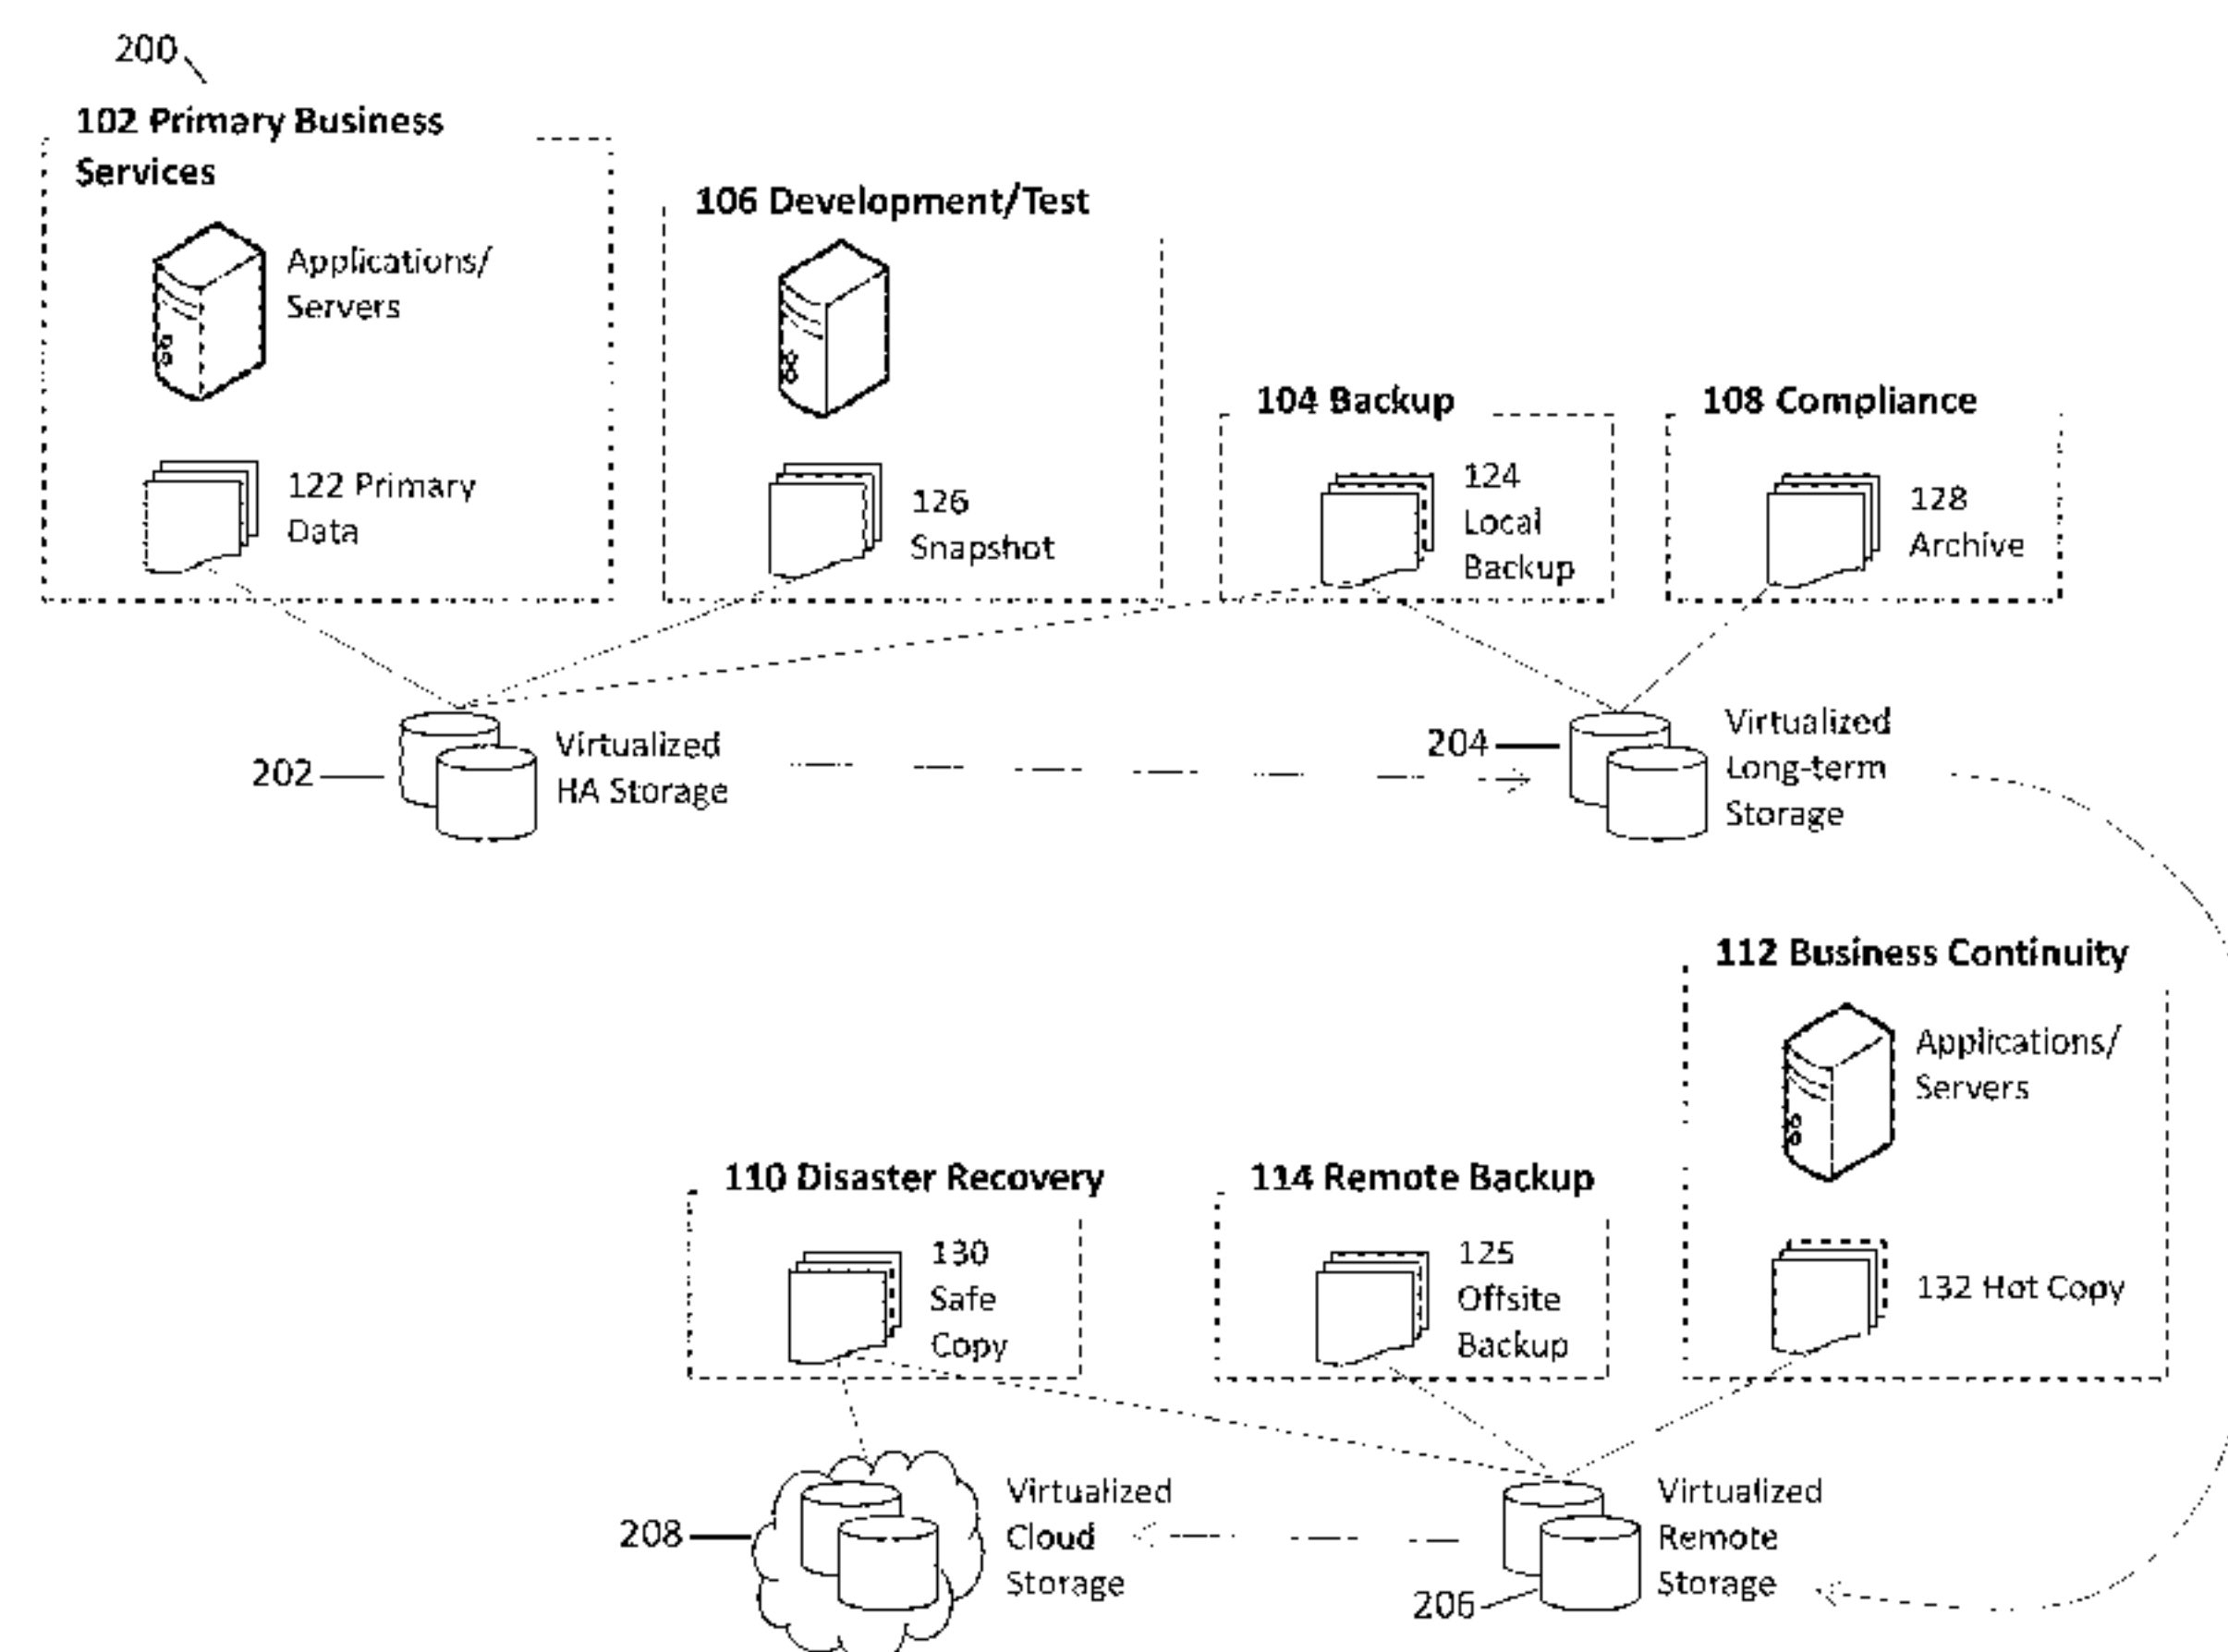 200
102 Primary Business
Services
Applications/
Servers
122 Primary
Data
106 Development/Test
126
Snapshot
104 Backup
124
Local
Backup
108 Compliance
128
Archive
202
Virtualized
HA Storage
204
Virtualized
Long-term
Storage
112 Business Continuity
Applications/
Servers
132 Hot Copy
110 Disaster Recovery
130
Safe
Copy
114 Remote Backup
125
Offsite
Backup
208
Virtualized
Cloud
Storage
206
Virtualized
Remote
Storage